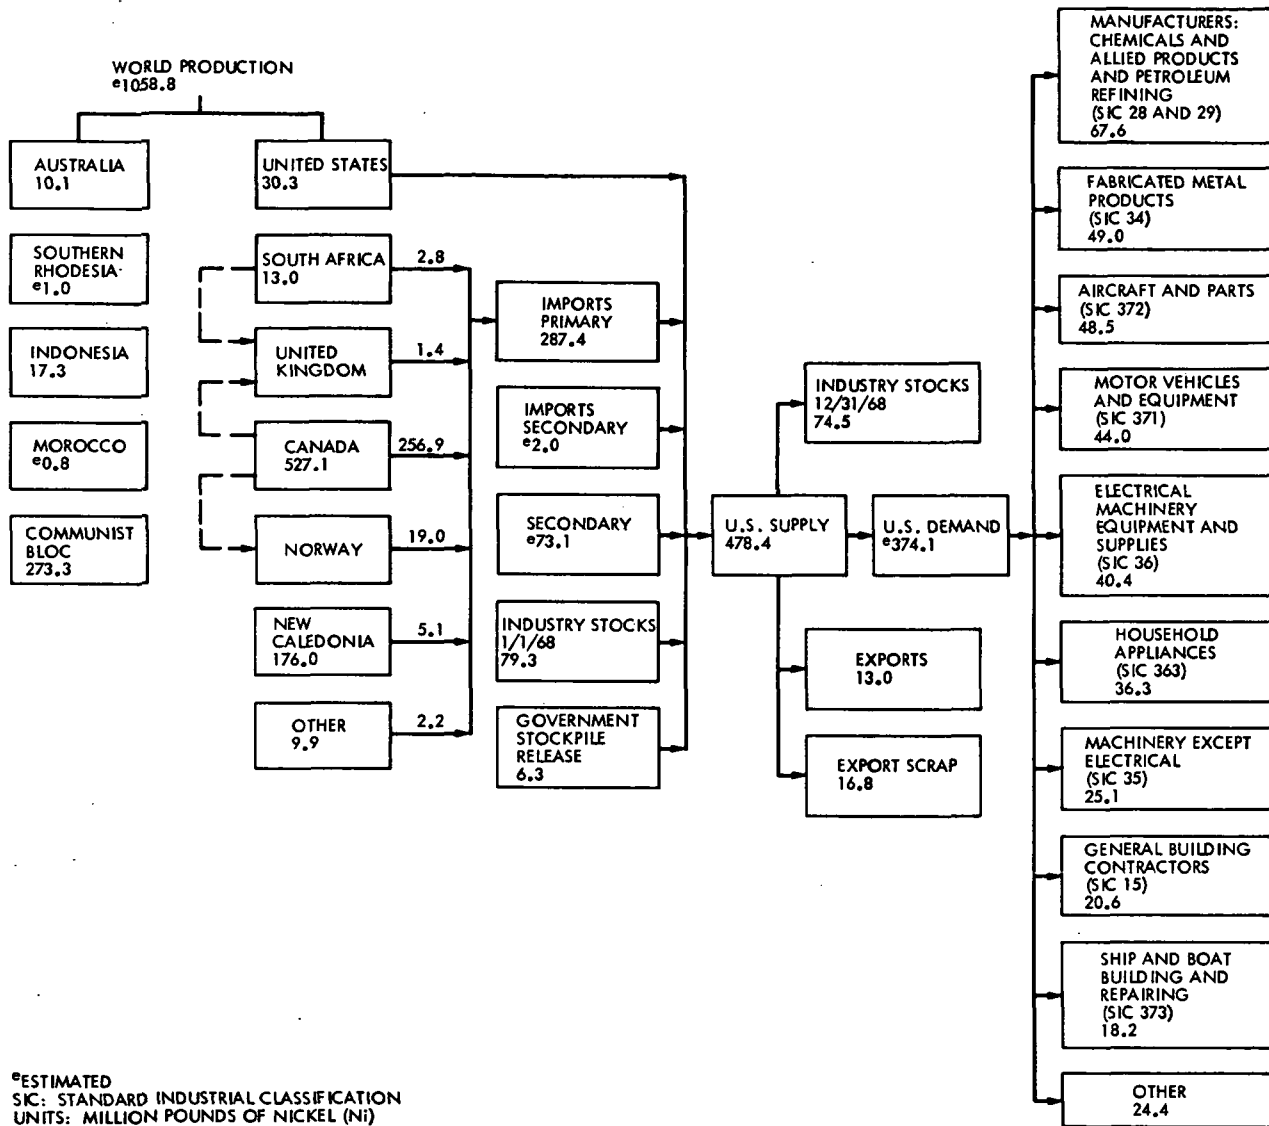 WORLD PRODUCTION
e1058.8
AUSTRALIA
10.1
SOUTHERN
RHODESIA
e1.0
INDONESIA
17.3
MOROCCO
e0.8
COMMUNIST
BLOC
273.3
UNITED STATES
30.3
SOUTH AFRICA
13.0
2.8
UNITED
KINGDOM
1.4
CANADA
527.1
256.9
NORWAY
19.0
NEW
CALEDONIA
176.0
5.1
OTHER
9.9
2.2
IMPORTS
PRIMARY
287.4
IMPORTS
SECONDARY
e2.0
SECONDARY
e73.1
INDUSTRY STOCKS
1/1/68
79.3
GOVERNMENT
STOCKPILE
RELEASE
6.3
U.S. SUPPLY
478.4
INDUSTRY STOCKS
12/31/68
74.5
U.S. DEMAND
e374.1
EXPORTS
13.0
EXPORT SCRAP
16.8
MANUFACTURERS:
CHEMICALS AND
ALLIED PRODUCTS
AND PETROLEUM
REFINING
(SIC 28 AND 29)
67.6
FABRICATED METAL
PRODUCTS
(SIC 34)
49.0
AIRCRAFT AND PARTS
(SIC 372)
48.5
MOTOR VEHICLES
AND EQUIPMENT
(SIC 371)
44.0
ELECTRICAL
MACHINERY
EQUIPMENT AND
SUPPLIES
(SIC 36)
40.4
HOUSEHOLD
APPLIANCES
(SIC 363)
36.3
MACHINERY EXCEPT
ELECTRICAL
(SIC 35)
25.1
GENERAL BUILDING
CONTRACTORS
(SIC 15)
20.6
SHIP AND BOAT
BUILDING AND
REPAIRING
(SIC 373)
18.2
OTHER
24.4
eESTIMATED
SIC: STANDARD INDUSTRIAL CLASSIFICATION
UNITS: MILLION POUNDS OF NICKEL (Ni)